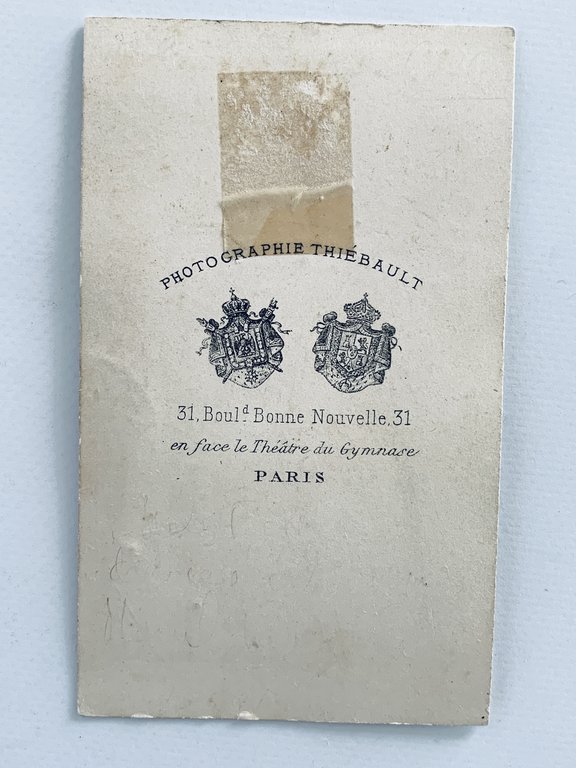 PHOTOGRAPHIE THIÉBAULT
31, Boul.d Bonne Nouvelle, 31
en face le Théâtre du Gymnase
PARIS